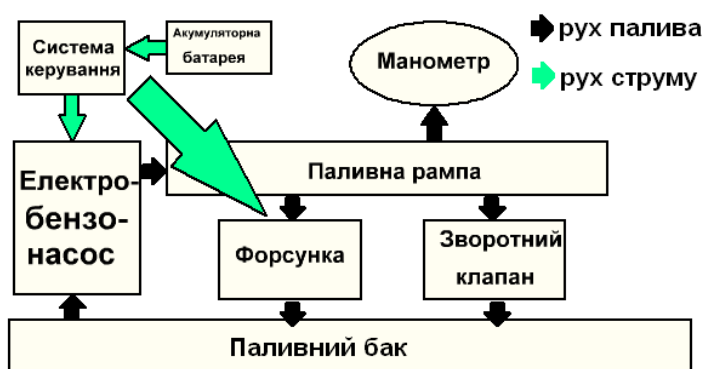 Система
керування
Акумуляторна
батарея
Манометр
рух палива
рух струму
Електро-
бензо-
насос
Паливна рампа
Форсунка
Зворотний
клапан
Паливний бак